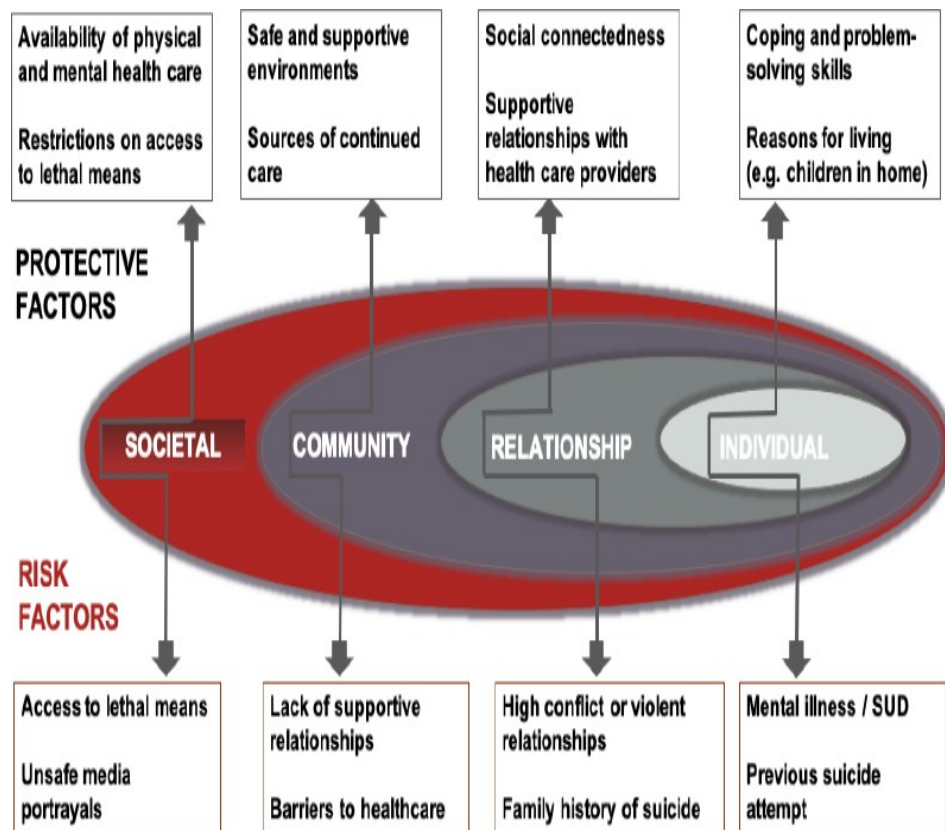 Availability of physical
and mental health care
Restrictions on access
to lethal means
Safe and supportive
environments
Sources of continued
care
Social connectedness
Supportive
relationships with
health care providers
Coping and problem-
solving skills
Reasons for living
(e.g. children in home)
PROTECTIVE
FACTORS
SOCIETAL
COMMUNITY
RELATIONSHIP
INDIVIDUAL
RISK
FACTORS
Access to lethal means
Unsafe media
portrayals
Lack of supportive
relationships
Barriers to healthcare
High conflict or violent
relationships
Family history of suicide
Mental illness / SUD
Previous suicide
attempt